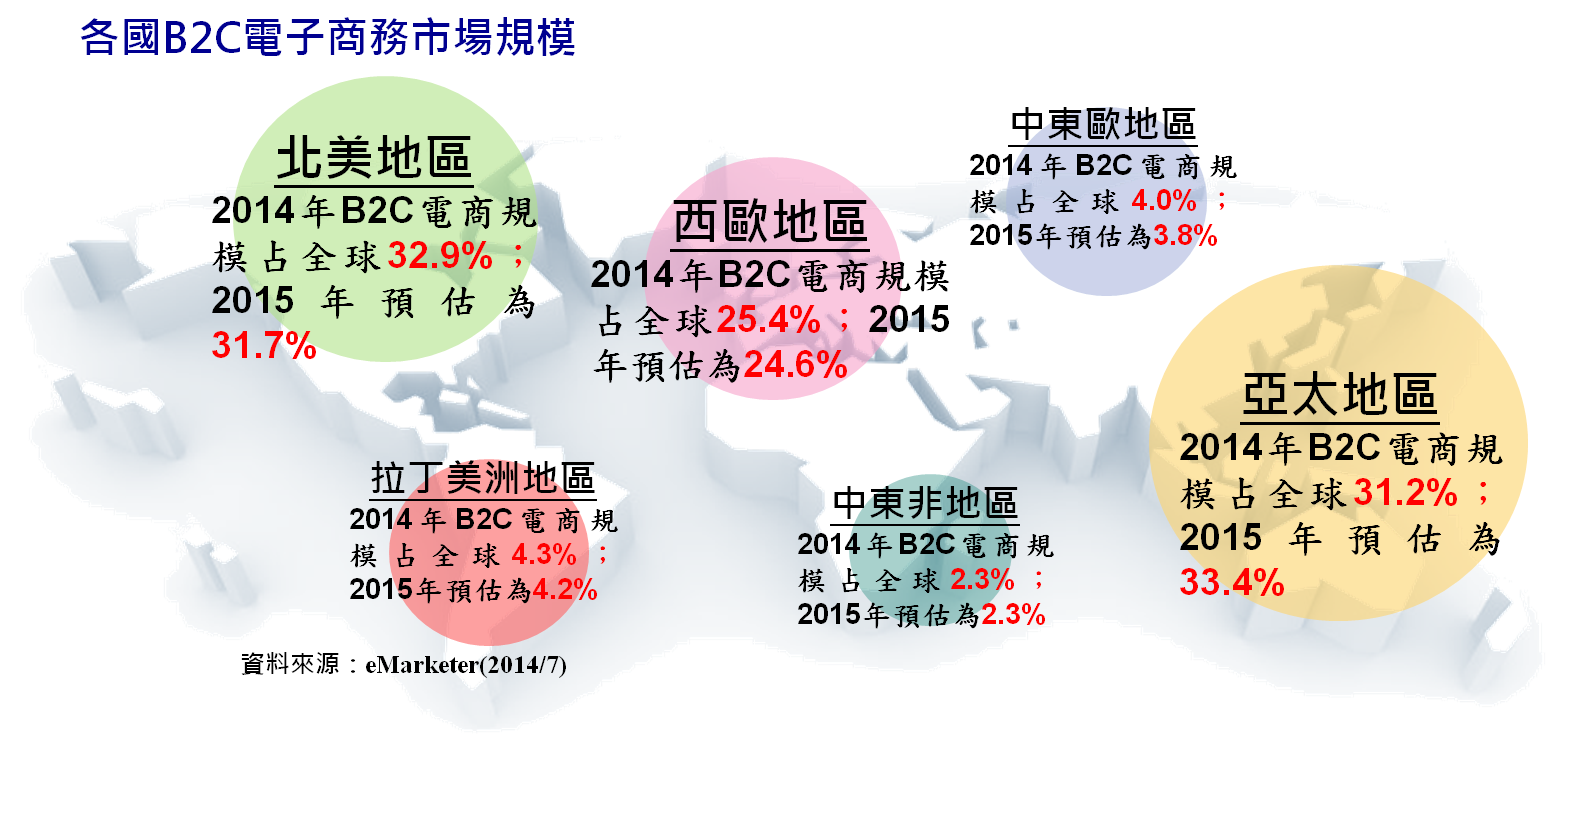 各國B2C電子商務市場規模
北美地區
2014年B2C電商規
模占全球32.9%；
2015年預估為
31.7%
西歐地區
2014年B2C電商規模
占全球25.4%；2015
年預估為24.6%
中東歐地區
2014年B2C電商規
模占全球4.0%；
2015年預估為3.8%
亞太地區
2014年B2C電商規
模占全球31.2%；
2015年預估為
33.4%
拉丁美洲地區
2014年B2C電商規
模占全球4.3%；
2015年預估為4.2%
中東非地區
2014年B2C電商規
模占全球2.3%；
2015年預估為2.3%
資料來源：eMarketer(2014/7)